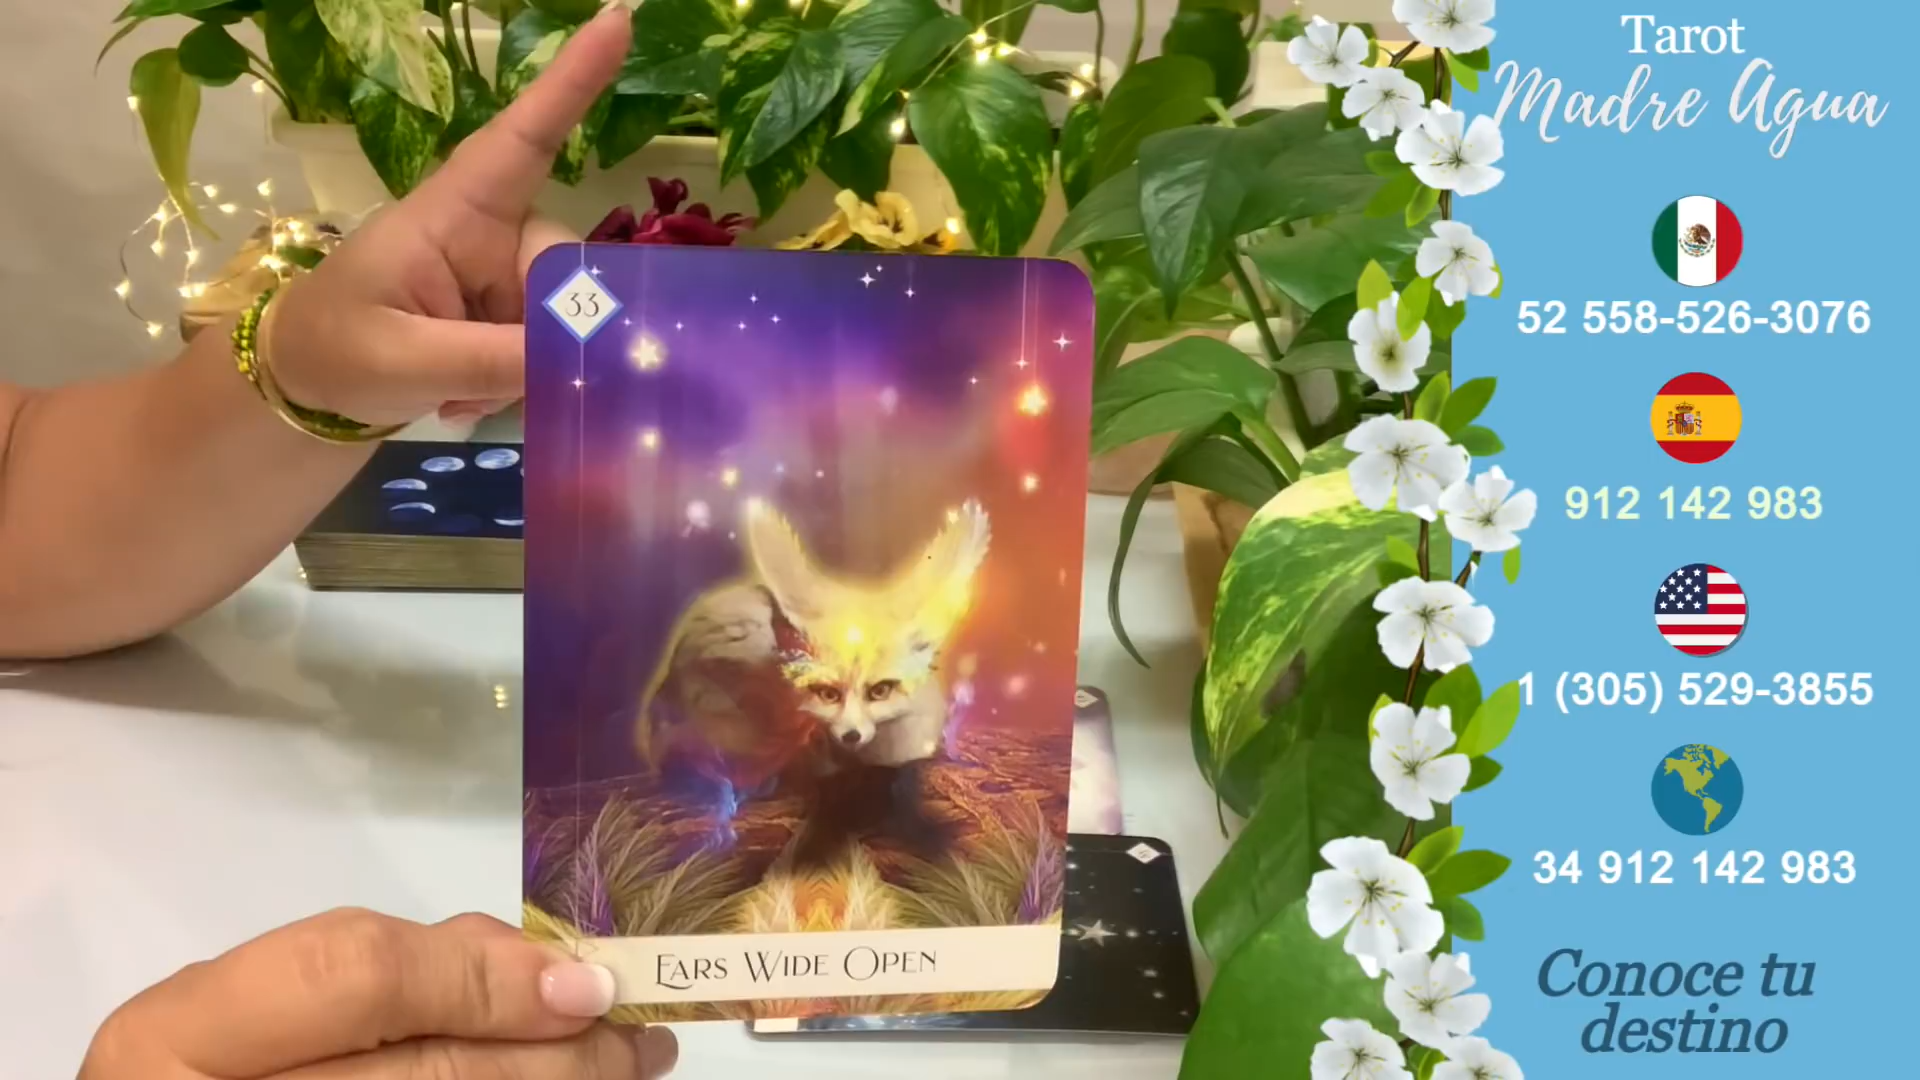 33
EARS WIDE OPEN
Tarot
Madre Agua
52 558-526-3076
912 142 983
1 (305) 529-3855
34 912 142 983
Conoce tu
destino